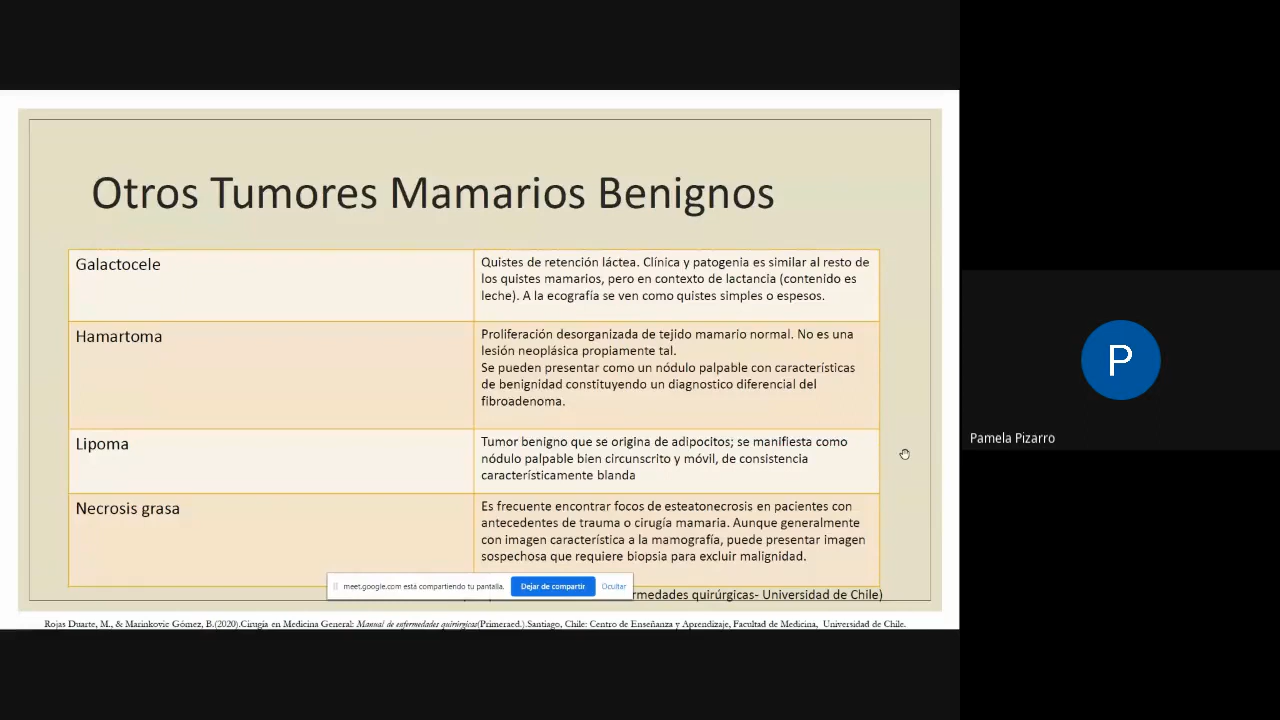 Otros Tumores Mamarios Benignos
Galactocele
Quistes de retención láctea. Clínica y patogenia es similar al resto de
los quistes mamarios, pero en contexto de lactancia (contenido es
leche). A la ecografía se ven como quistes simples o espesos.
Hamartoma
Proliferación desorganizada de tejido mamario normal. No es una
lesión neoplásica propiamente tal.
Se pueden presentar como un nódulo palpable con características
de benignidad constituyendo un diagnostico diferencial del
fibroadenoma.
Lipoma
Tumor benigno que se origina de adipocitos; se manifiesta como
nódulo palpable bien circunscrito y móvil, de consistencia
característicamente blanda
Necrosis grasa
Es frecuente encontrar focos de esteatonecrosis en pacientes con
antecedentes de trauma o cirugía mamaria. Aunque generalmente
con imagen característica a la mamografía, puede presentar imagen
sospechosa que requiere biopsia para excluir malignidad.
meet.google.com está compartiendo tu pantalla.
Dejar de compartir
Ocultar
rmedades quirúrgicas- Universidad de Chile)
Rojas Duarte, M., & Marinkovic Gómez, B.(2020).Cirugía en Medicina General: Manual de enfermedades quirúrgicas(Primeraed.).Santiago, Chile: Centro de Enseñanza y Aprendizaje, Facultad de Medicina, Universidad de Chile.
P
Pamela Pizarro